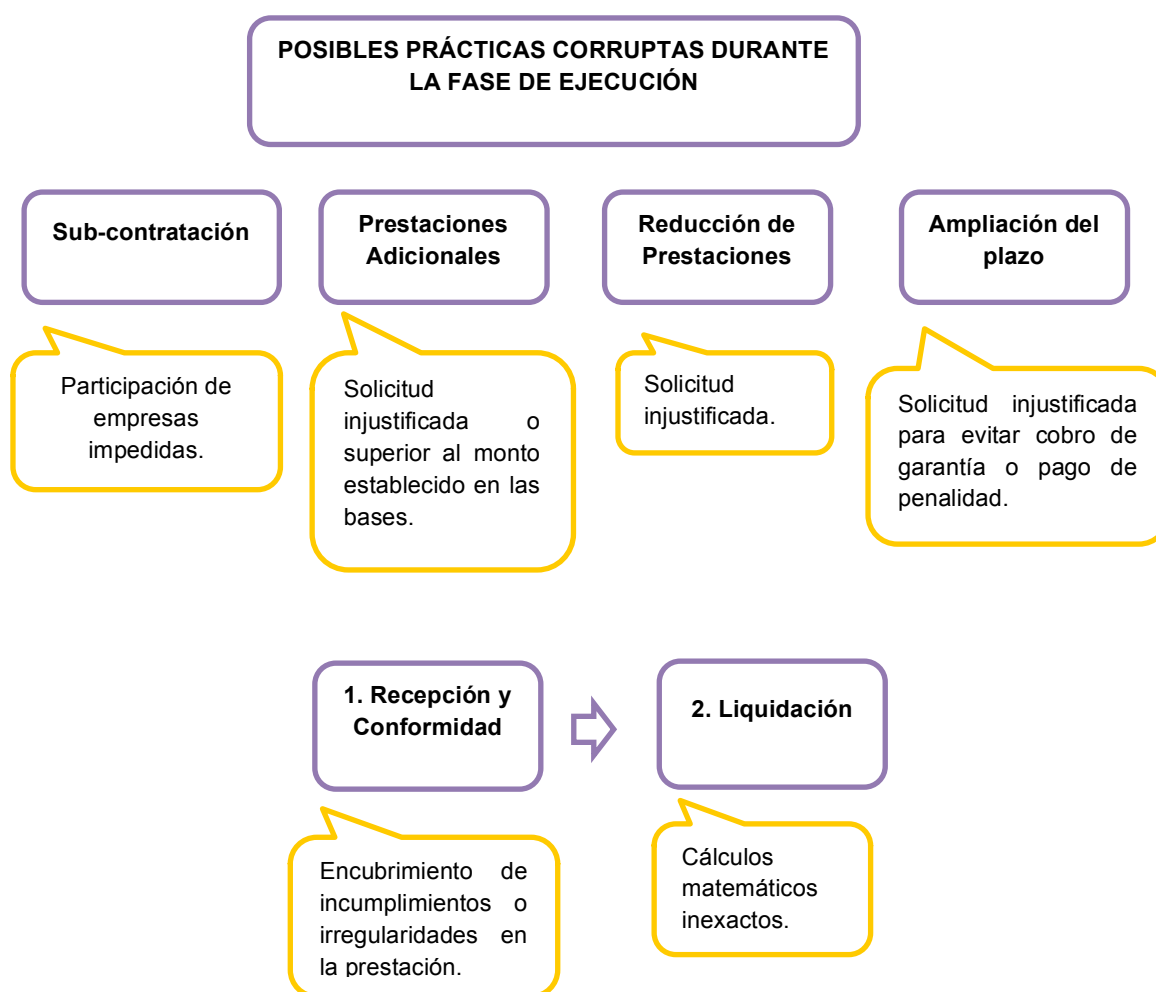 POSIBLES PRÁCTICAS CORRUPTAS DURANTE
LA FASE DE EJECUCIÓN
Sub-contratación
Prestaciones
Adicionales
Reducción de
Prestaciones
Ampliación del
plazo
Participación de
empresas
impedidas.
Solicitud
injustificada o
superior al monto
establecido en las
bases.
Solicitud
injustificada.
Solicitud injustificada
para evitar cobro de
garantía o pago de
penalidad.
1. Recepción y
Conformidad
2. Liquidación
Encubrimiento de
incumplimientos o
irregularidades en
la prestación.
Cálculos
matemáticos
inexactos.